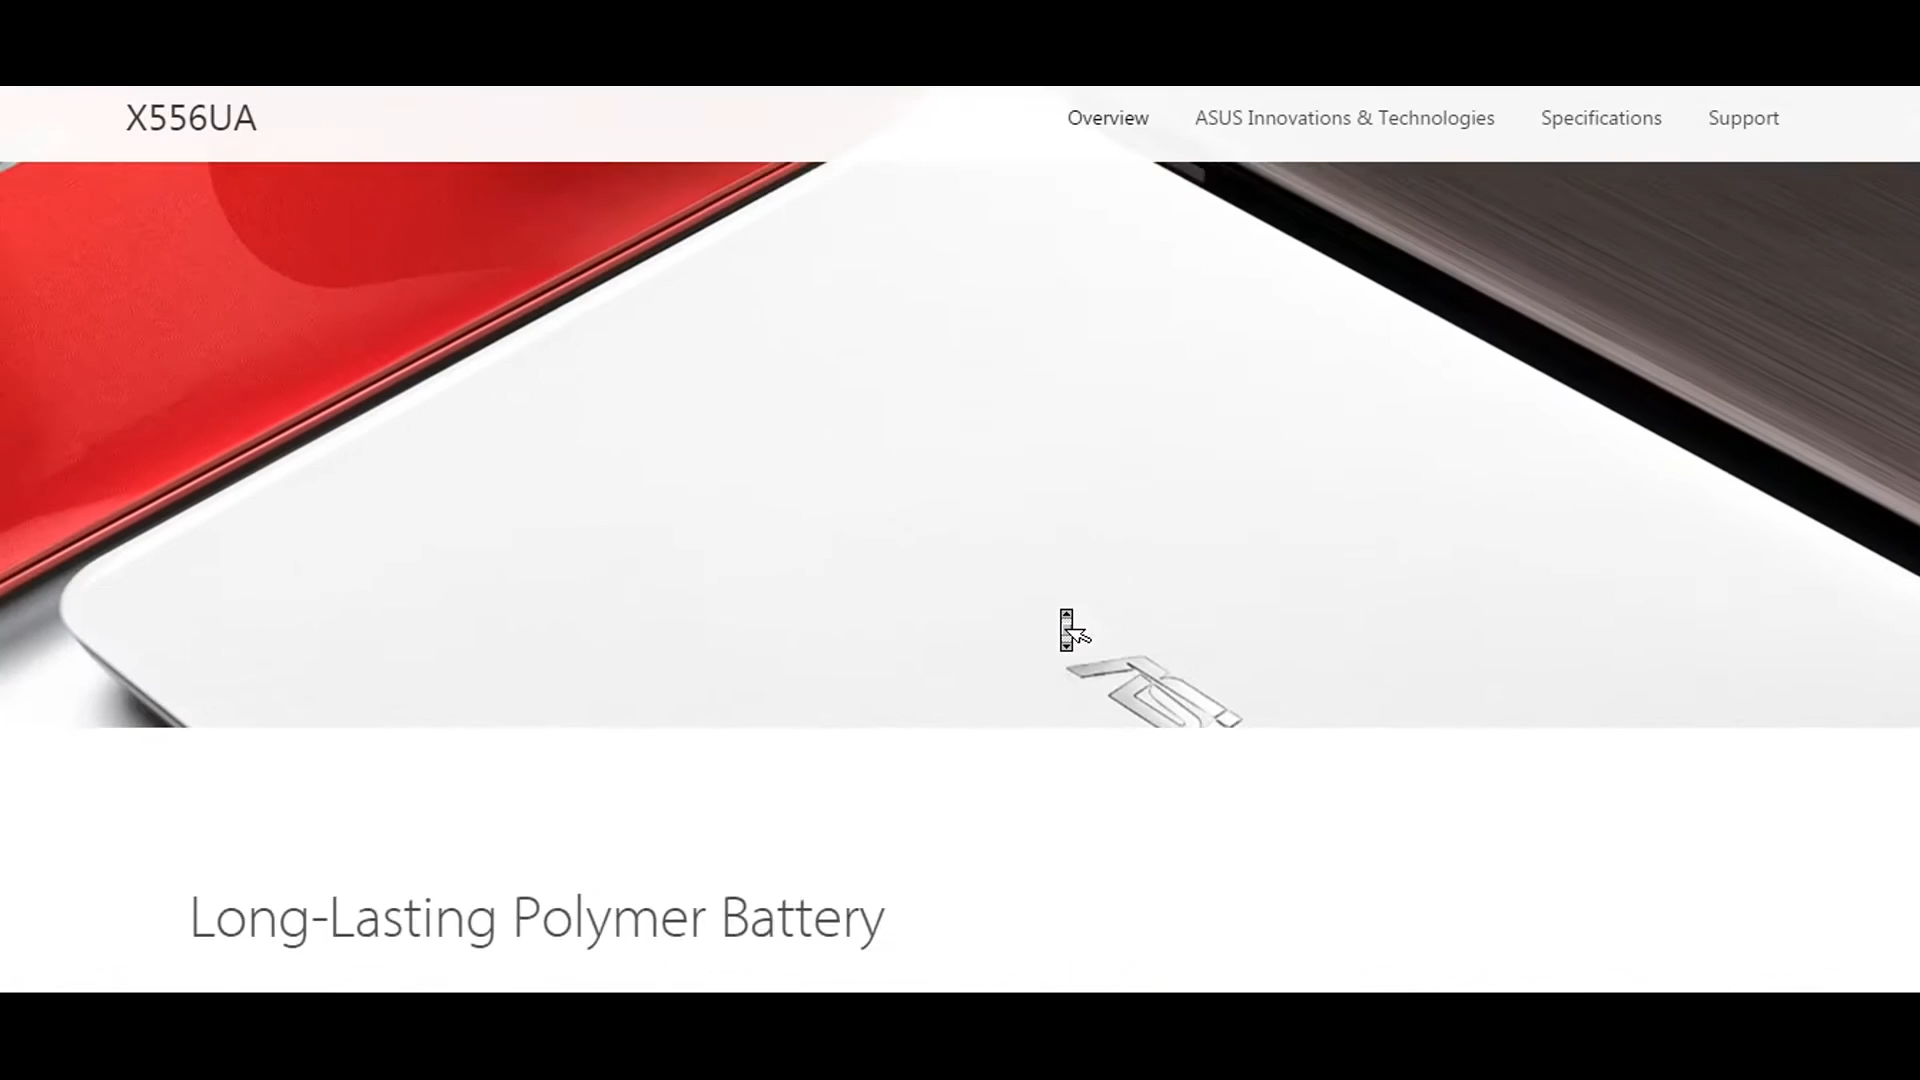 X556UA
Overview
ASUS Innovations & Technologies
Specifications
Support
Long-Lasting Polymer Battery